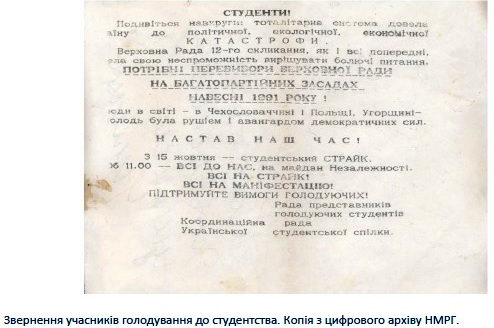 СТУДЕНТИ!
Подивіться навкруги: тоталітарна система довела
їну до політичної, екологічної, економічної
КАТАСТРОФИ.
Верховна Рада 12-го скликання, як і всі попередні,
ела свою неспроможність вирішувати болючі питання.
ПОТРІБНІ ПЕРЕВИБОРИ ВЕРХОВНОЇ РАДИ
НА БАГАТОПАРТІЙНИХ ЗАСАДАХ
НАВЕСНІ 1991 РОКУ !
юди в світі - в Чехословаччині і Польщі, Угорщині-
олодь була рушієм і авангардом демократичних сил.
НАСТАВ НАШ ЧАС!
З 15 жовтня - студентський СТРАЙК.
Об 11.00 - ВСІ ДО НАС, на майдан Незалежності.
ВСІ НА СТРАЙК!
ВСІ НА МАНІФЕСТАЦІЮ!
ПІДТРИМУЙТЕ ВИМОГИ ГОЛОДУЮЧИХ!
Рада представників
голодуючих студентів
Координаційна рада
Української студентської спілки.
Звернення учасників голодування до студентства. Копія з цифрового архіву НМРГ.